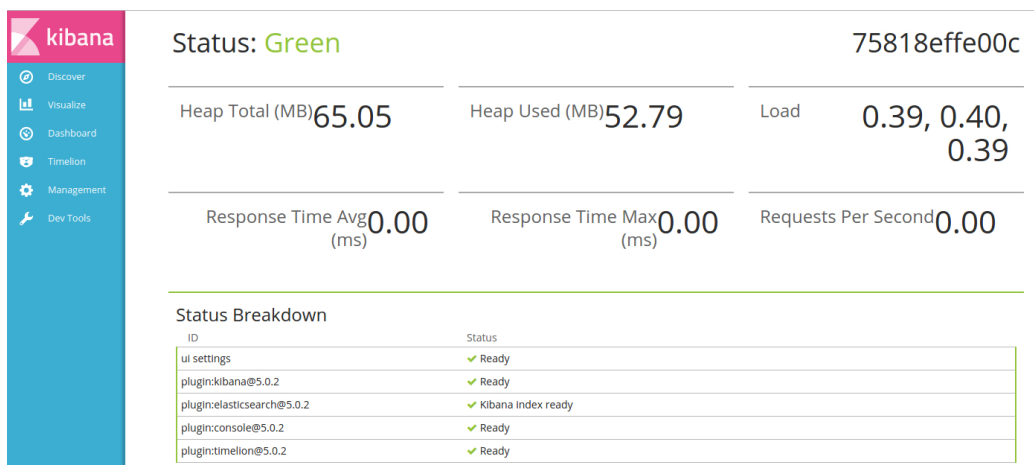 kibana
Discover
Visualize
Dashboard
Timelion
Management
Dev Tools
Status: Green
75818effe00c
Heap Total (MB) 65.05
Heap Used (MB) 52.79
Load 0.39, 0.40,
0.39
Response Time Avg 0.00
(ms)
Response Time Max 0.00
(ms)
Requests Per Second 0.00
Status Breakdown
ID Status
ui settings Ready
plugin:kibana@5.0.2 Ready
plugin:elasticsearch@5.0.2 Kibana index ready
plugin:console@5.0.2 Ready
plugin:timelion@5.0.2 Ready